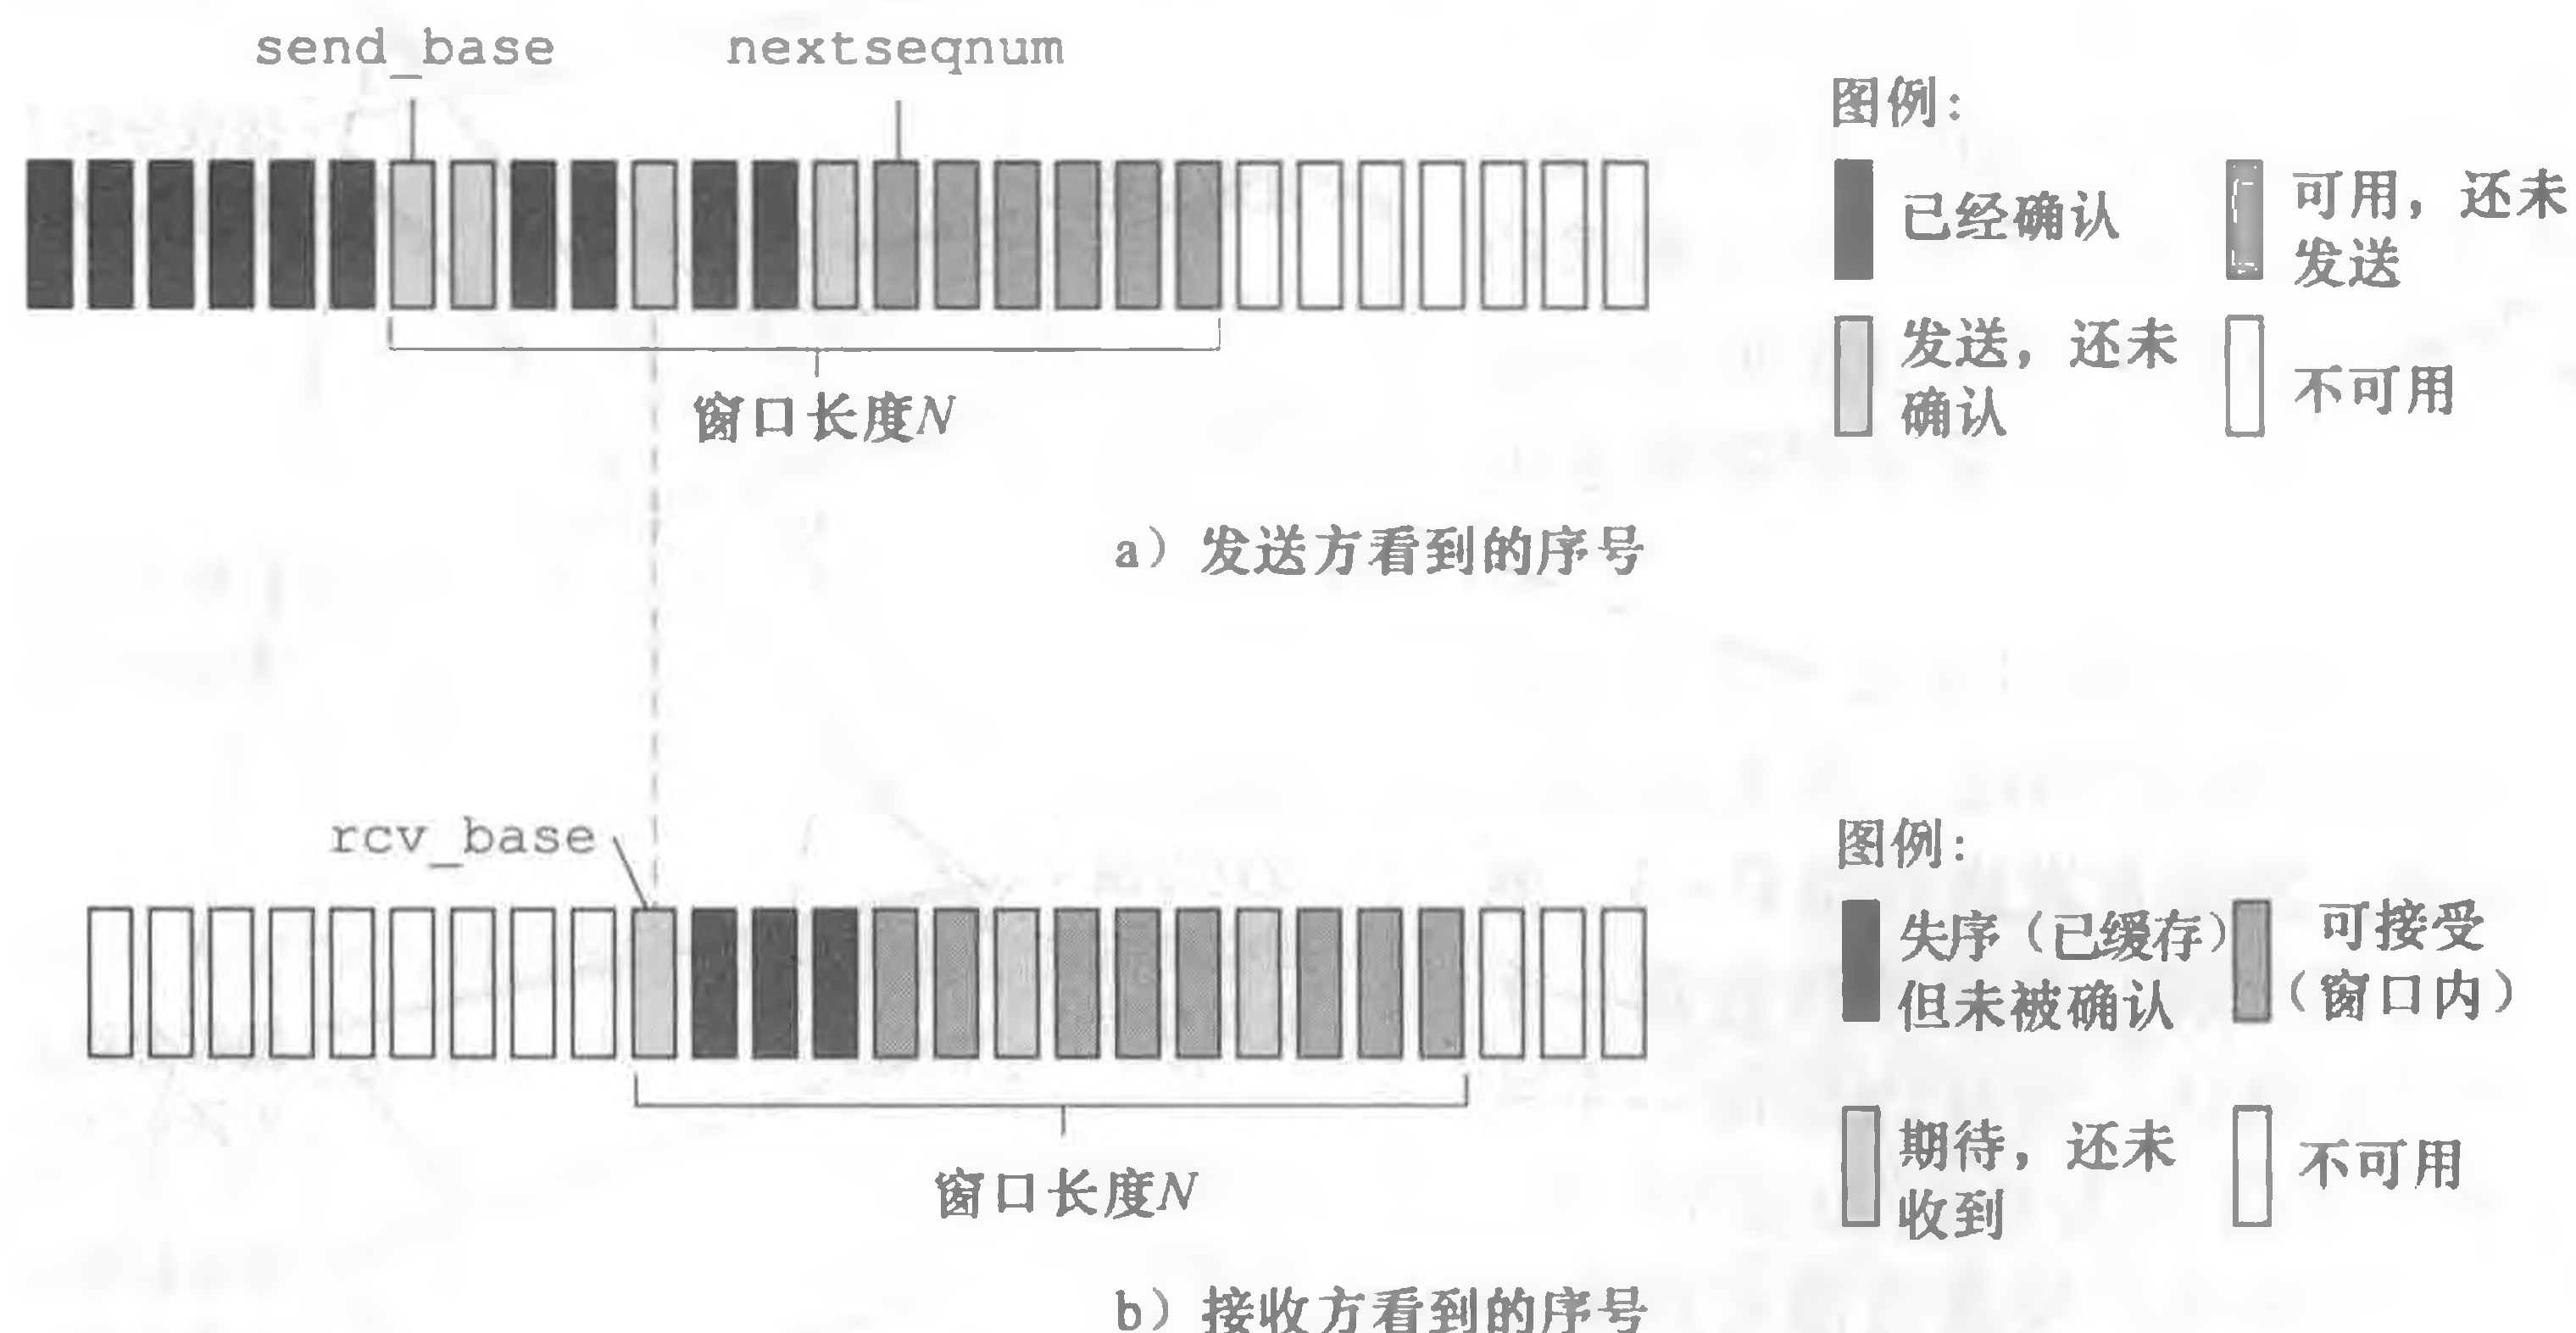 send_base
nextseqnum
图例：
已经确认
可用，还未
发送
发送，还未
确认
不可用
窗口长度N
a）发送方看到的序号
rcv_base
图例：
失序（已缓存）
但未被确认
可接受
（窗口内）
期待，还未
收到
不可用
窗口长度N
b）接收方看到的序号